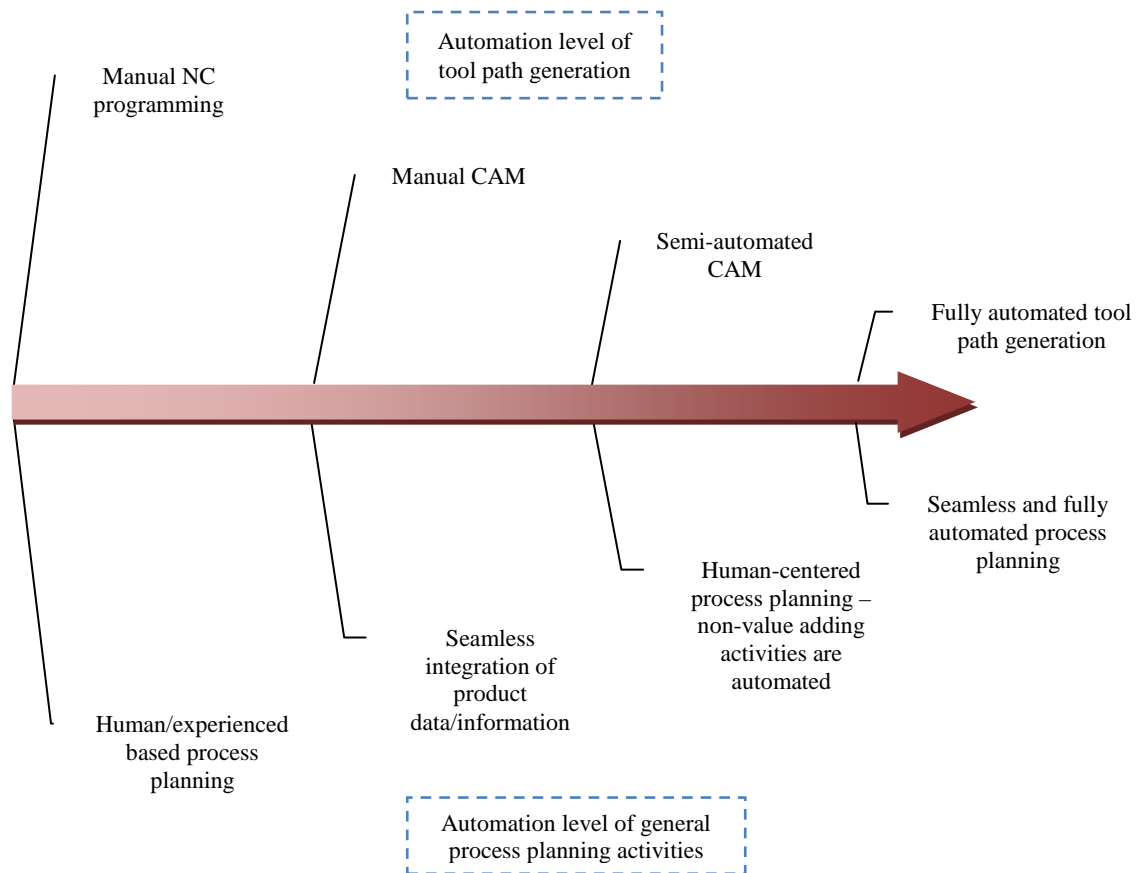 Automation level of
tool path generation
Manual NC
programming
Manual CAM
Semi-automated
CAM
Fully automated tool
path generation
Seamless and fully
automated process
planning
Human-centered
process planning –
non-value adding
activities are
automated
Seamless
integration of
product
data/information
Human/experienced
based process
planning
Automation level of general
process planning activities